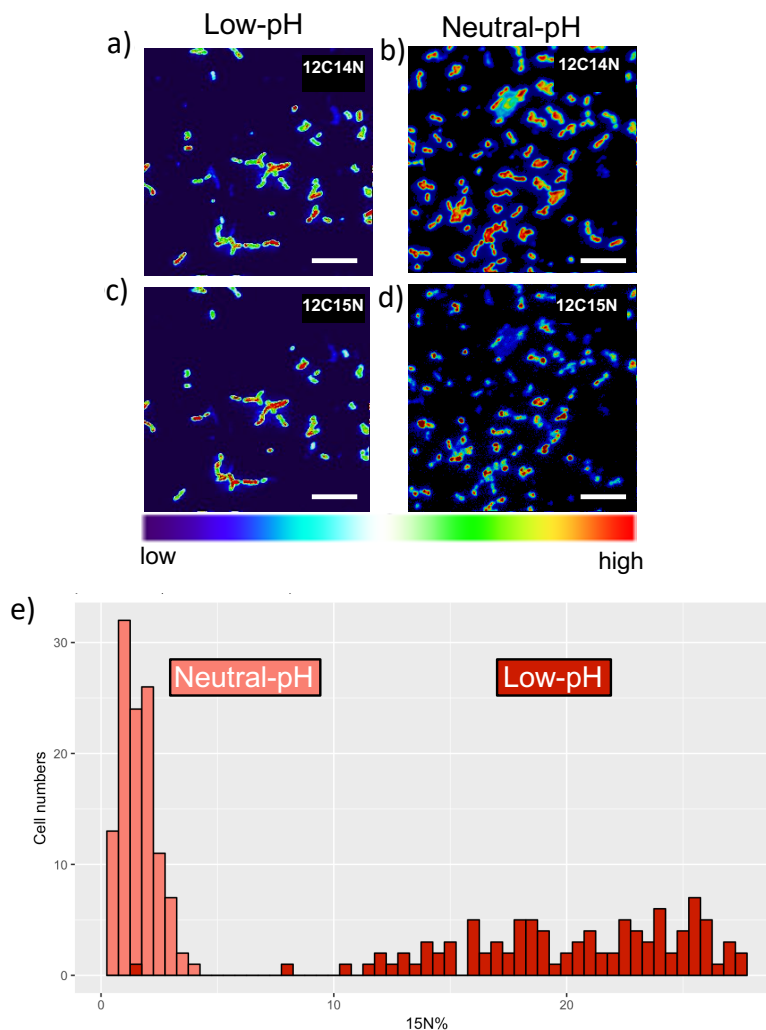 Low-pH
Neutral-pH
a)
12C14N
b)
12C14N
c)
12C15N
d)
12C15N
low
high
e)
30
Neutral-pH
Low-pH
20
Cell numbers
10
0
0
10
20
15N%